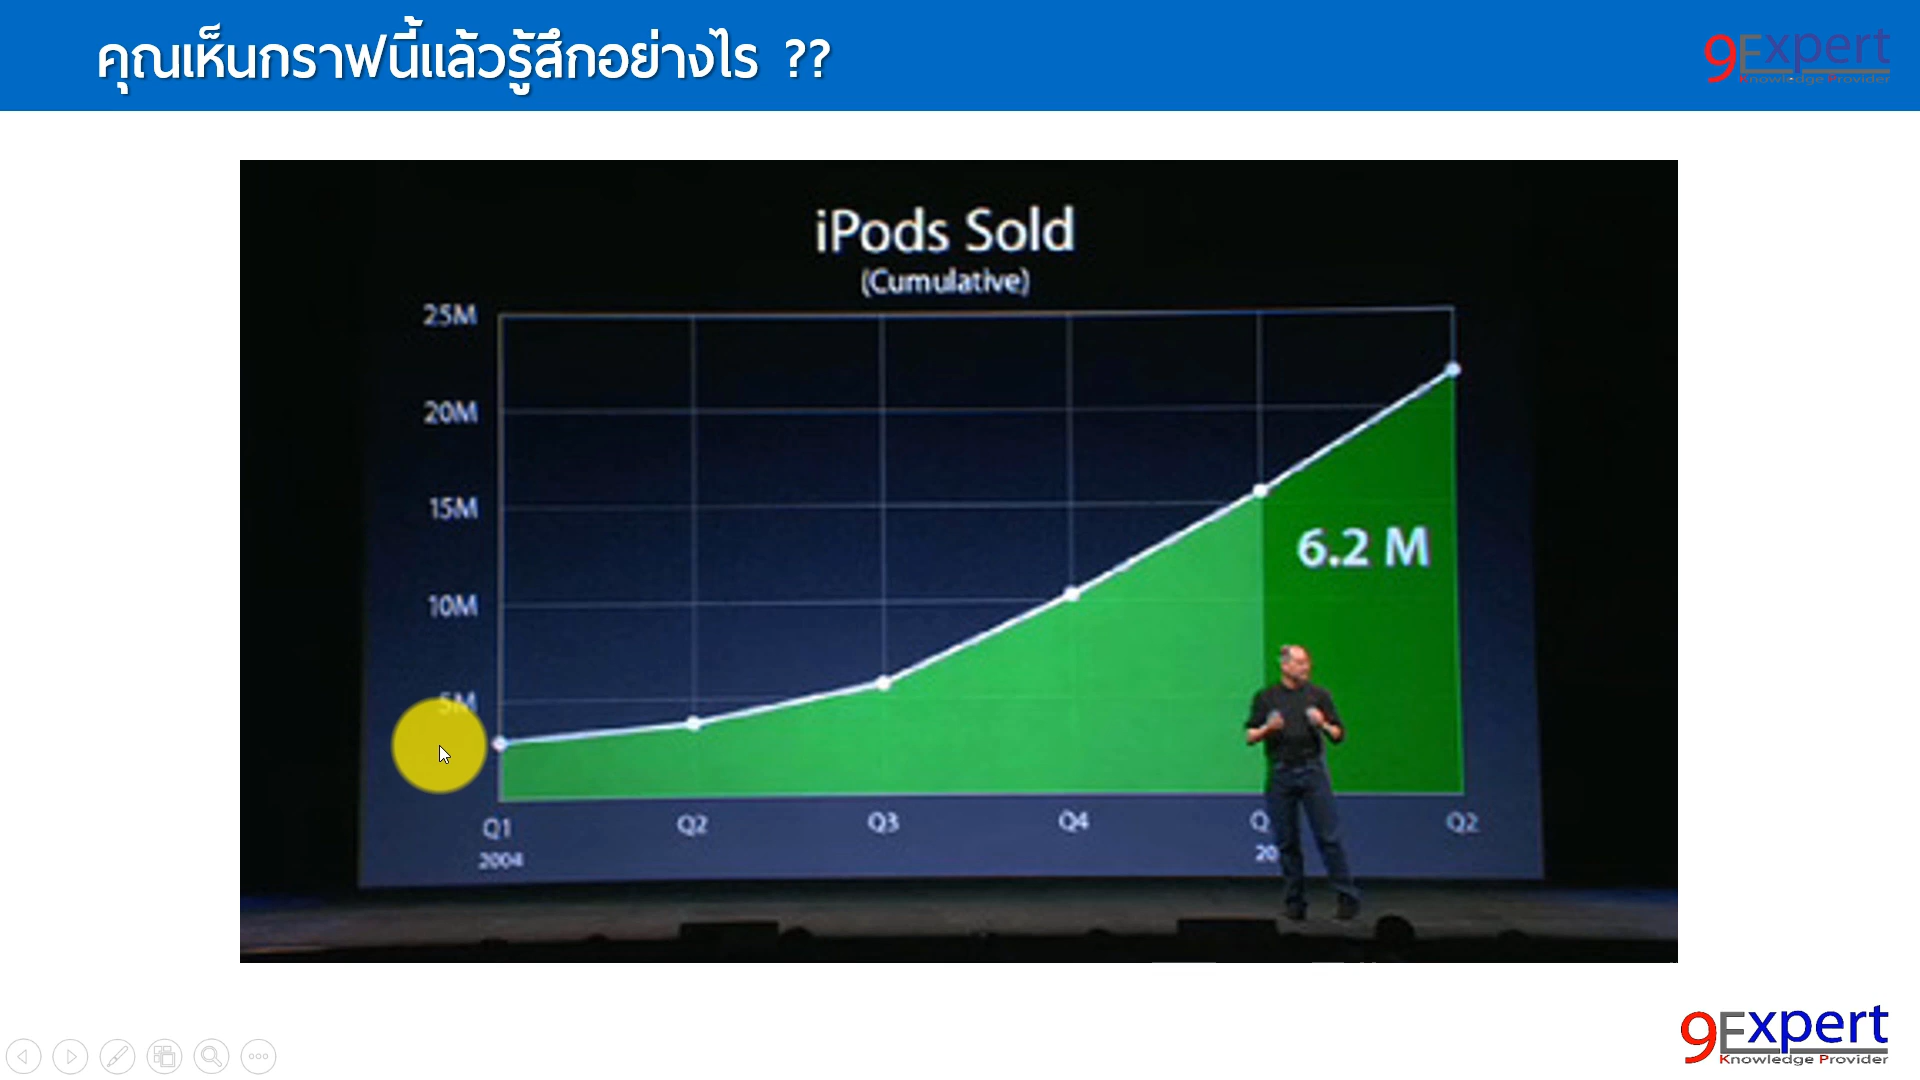 คุณเห็นกราฟนี้แล้วรู้สึกอย่างไร ??
9Expert
Knowledge Provider
iPods Sold
(Cumulative)
25M
20M
15M
10M
5M
6.2 M
Q1 Q2 Q3 Q4 Q Q2
2004 20
9Expert
Knowledge Provider